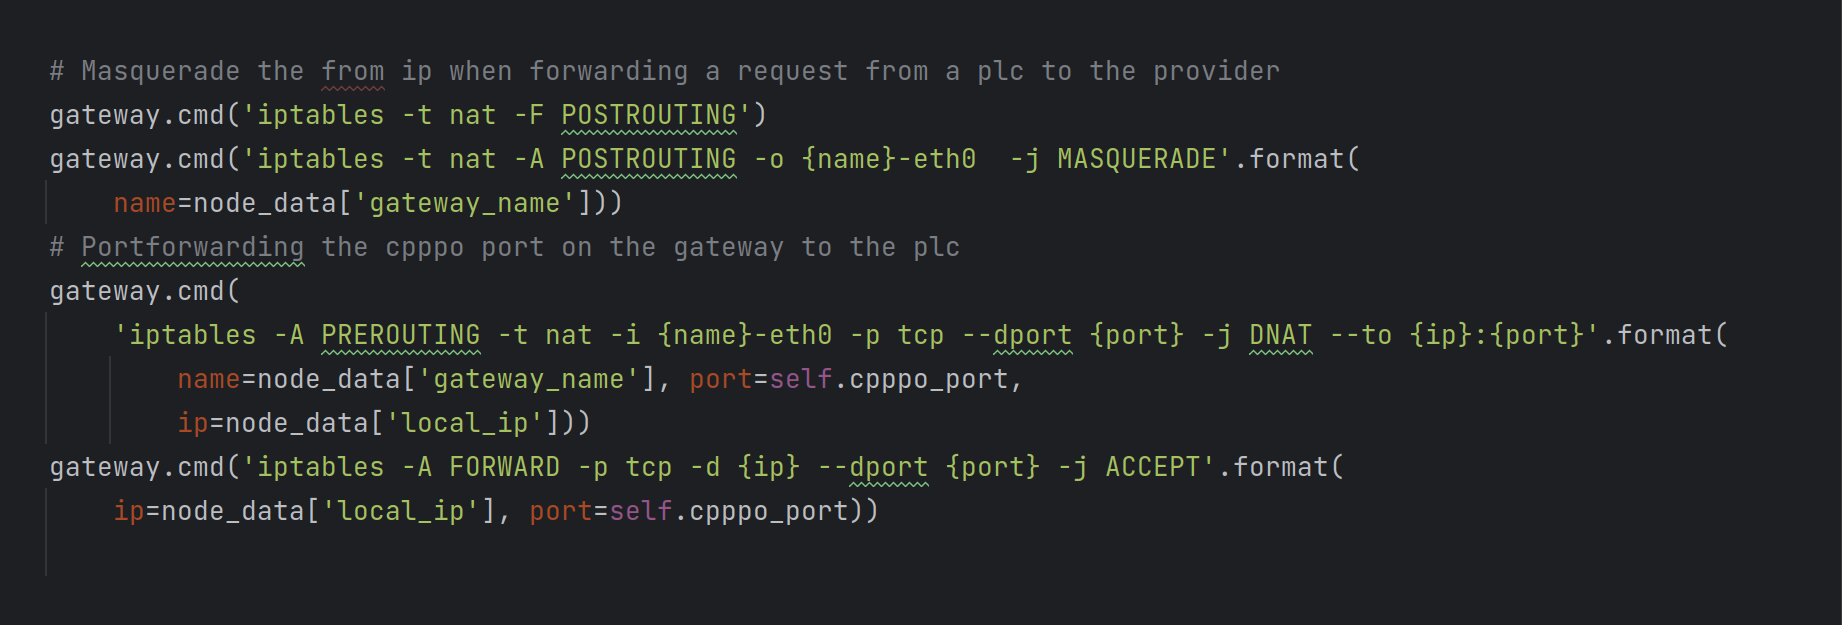 # Masquerade the from ip when forwarding a request from a plc to the provider
gateway.cmd('iptables -t nat -F POSTROUTING')
gateway.cmd('iptables -t nat -A POSTROUTING -o {name}-eth0  -j MASQUERADE'.format(
    name=node_data['gateway_name']))
# Portforwarding the cpppo port on the gateway to the plc
gateway.cmd(
    'iptables -A PREROUTING -t nat -i {name}-eth0 -p tcp --dport {port} -j DNAT --to {ip}:{port}'.format(
        name=node_data['gateway_name'], port=self.cpppo_port,
        ip=node_data['local_ip']))
gateway.cmd('iptables -A FORWARD -p tcp -d {ip} --dport {port} -j ACCEPT'.format(
    ip=node_data['local_ip'], port=self.cpppo_port))